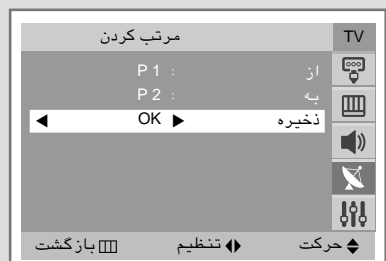 TV
مرتب کردن
از : P 1
به : P 2
ذخیره ▶ OK ◀
حرکت تنظیم بازگشت